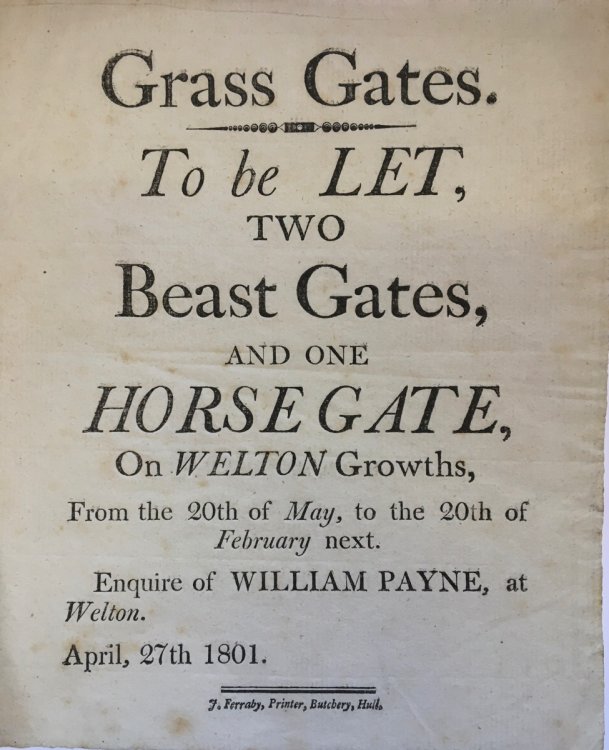 Grass Gates.
To be LET,
TWO
Beast Gates,
AND ONE
HORSE GATE,
On WELTON Growths,
From the 20th of May, to the 20th of
February next.
Enquire of WILLIAM PAYNE, at
Welton.
April, 27th 1801.
J. Ferraby, Printer, Butchery, Hull.